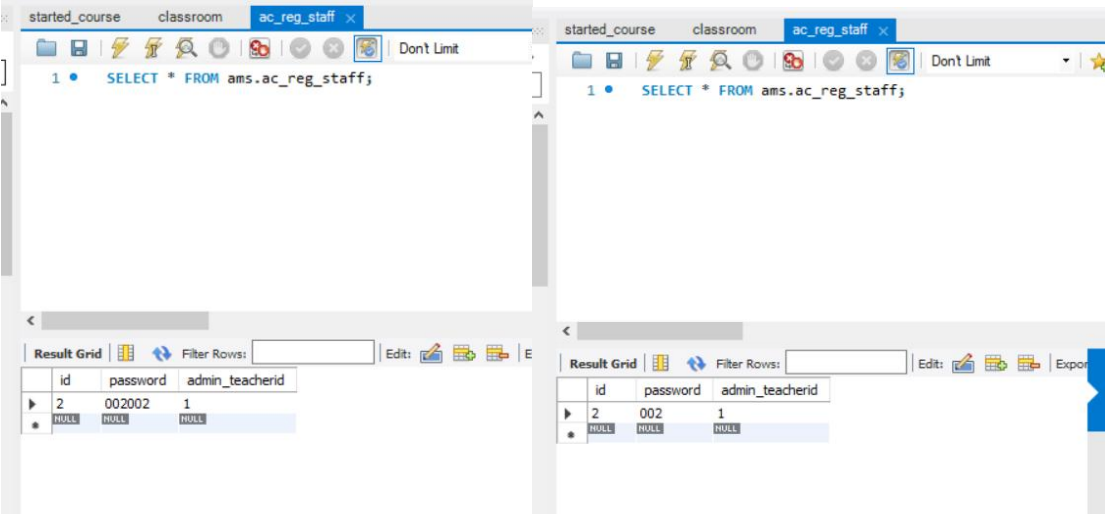 started_course classroom ac_reg_staff
Don't Limit
1 SELECT * FROM ams.ac_reg_staff;
Result Grid Filter Rows: Edit: E
id password admin_teacherid
2 002002 1
NULL NULL NULL
started_course classroom ac_reg_staff
Don't Limit
1 SELECT * FROM ams.ac_reg_staff;
Result Grid Filter Rows: Edit: Expor
id password admin_teacherid
2 002 1
NULL NULL NULL